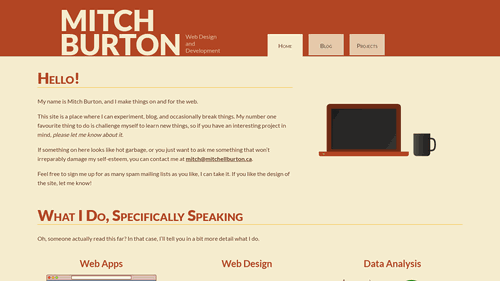 MITCH
BURTON
Web Design
and
Development
Home
Blog
Projects
Hello!
My name is Mitch Burton, and I make things on and for the web.
This site is a place where I can experiment, blog, and occasionally break things. My number one
favourite thing to do is challenge myself to learn new things, so if you have an interesting project in
mind, please let me know about it.
If something on here looks like hot garbage, or you just want to ask me something that won't
irreparably damage my self-esteem, you can contact me at mitch@mitchellburton.ca.
Feel free to sign me up for as many spam mailing lists as you like, I can take it. If you like the design of
the site, let me know!
What I Do, Specifically Speaking
Oh, someone actually read this far? In that case, I'll tell you in a bit more detail what I do.
Web Apps
Web Design
Data Analysis